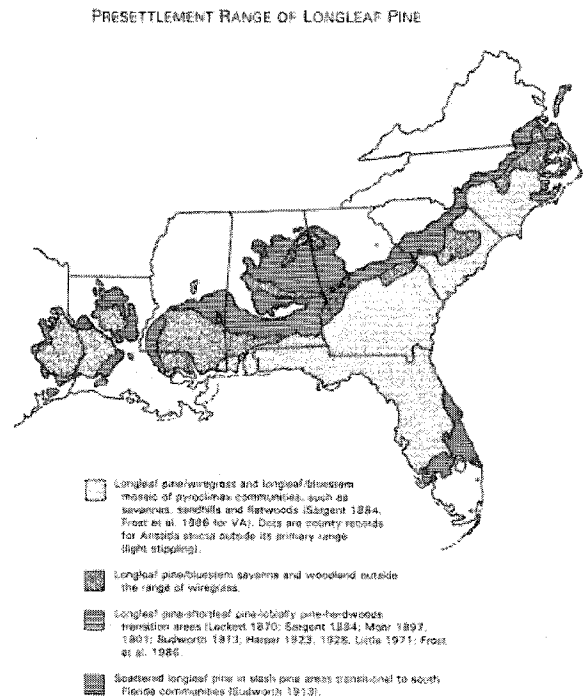 PRESETTLEMENT RANGE OF LONGLEAF PINE
Longleaf pine/wiregrass and longleaf/bluestem
mosaic of pyroclimax communities, such as
savannas, sandhills and flatwoods (Sargent 1884,
Frost et al. 1986 for VA). Dots are county records
for Aristida stricta outside its primary range
(light stippling).
Longleaf pine/bluestem savanna and woodland outside
the range of wiregrass.
Longleaf pine-shortleaf pine-loblolly pine-hardwoods
transition areas (Lockett 1870; Sargent 1884; Mohr 1897,
1901; Sudworth 1913; Harper 1923, 1928; Little 1971; Frost
et al. 1986.
Scattered longleaf pine in slash pine areas transitional to south
Florida communities (Sudworth 1913).